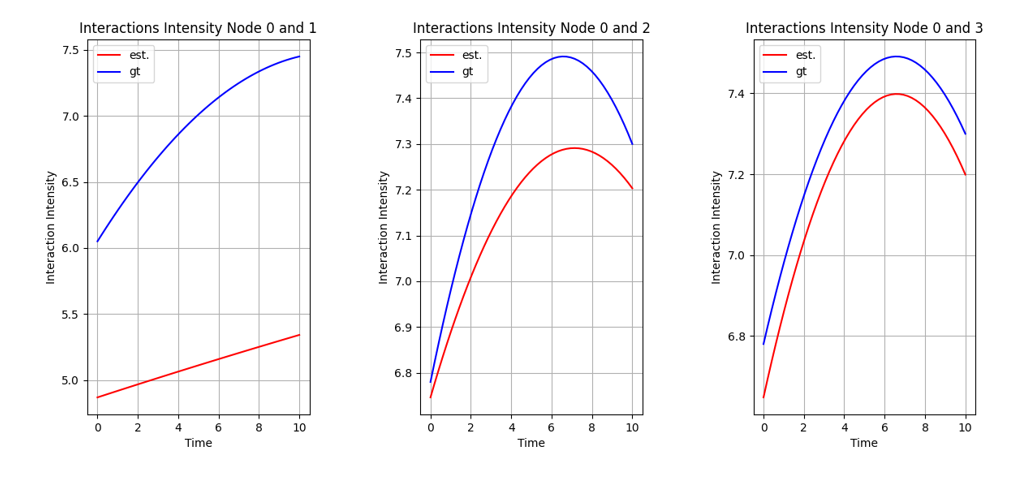 Interactions Intensity Node 0 and 1
est.
gt
7.5
7.0
6.5
6.0
5.5
5.0
Interaction Intensity
0 2 4 6 8 10
Time
Interactions Intensity Node 0 and 2
est.
gt
7.5
7.4
7.3
7.2
7.1
7.0
6.9
6.8
Interaction Intensity
0 2 4 6 8 10
Time
Interactions Intensity Node 0 and 3
est.
gt
7.4
7.2
7.0
6.8
Interaction Intensity
0 2 4 6 8 10
Time